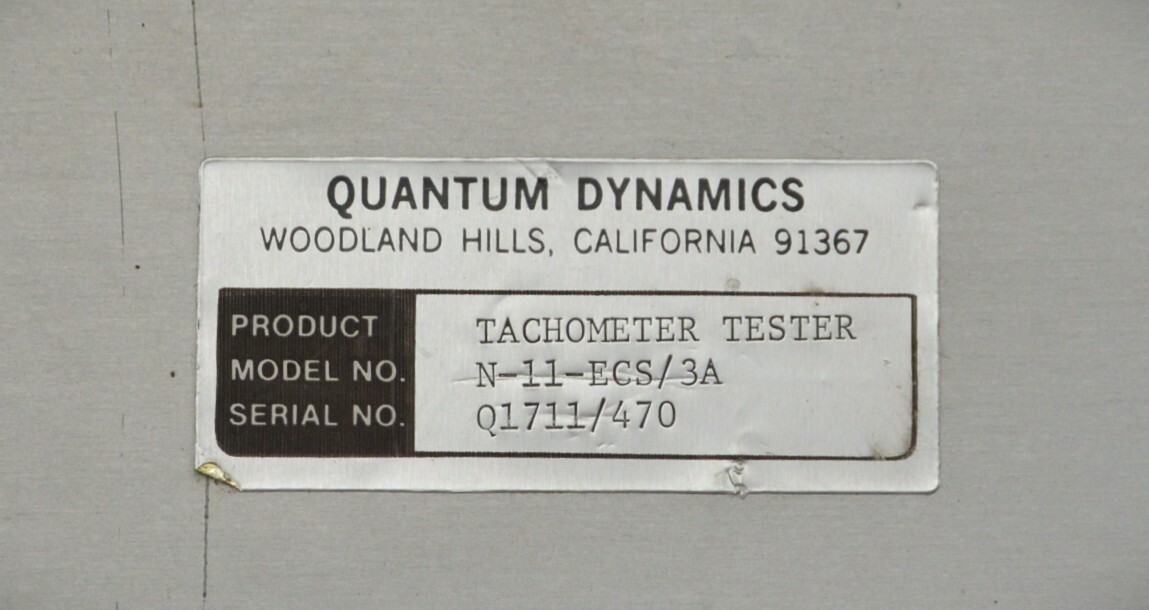 QUANTUM DYNAMICS
WOODLAND HILLS, CALIFORNIA 91367
PRODUCT TACHOMETER TESTER
MODEL NO. N-11-ECS/3A
SERIAL NO. Q1711/470